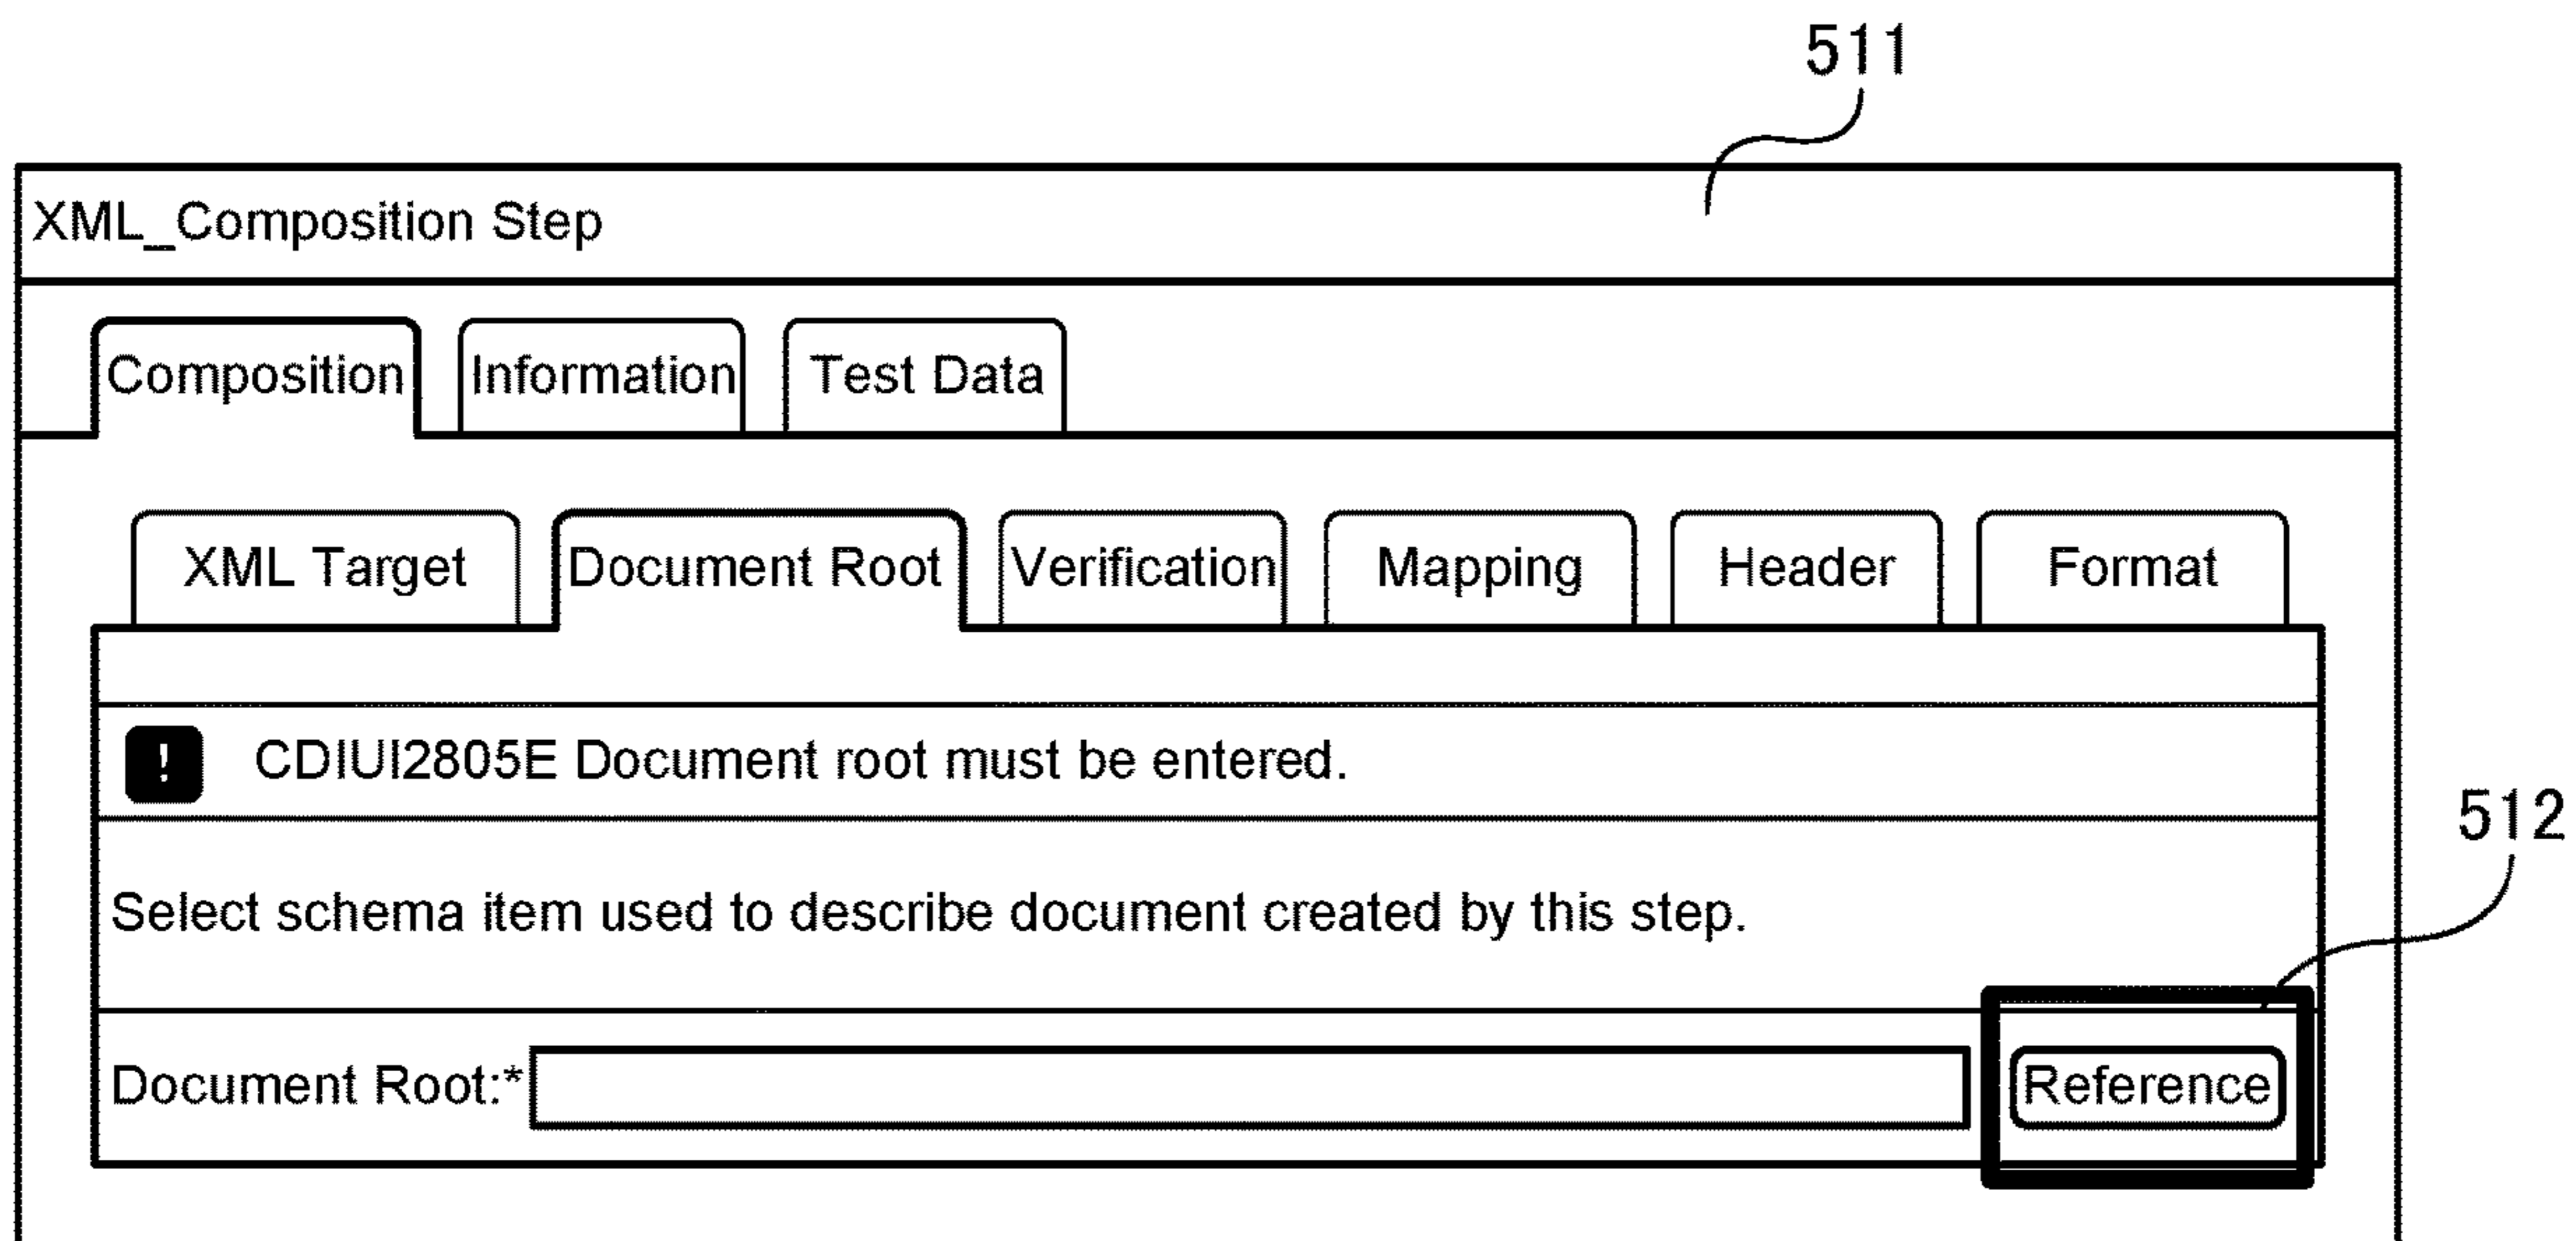 511
XML_Composition Step
Composition Information Test Data
XML Target Document Root Verification Mapping Header Format
! CDIUI2805E Document root must be entered.
512
Select schema item used to describe document created by this step.
Document Root:* Reference